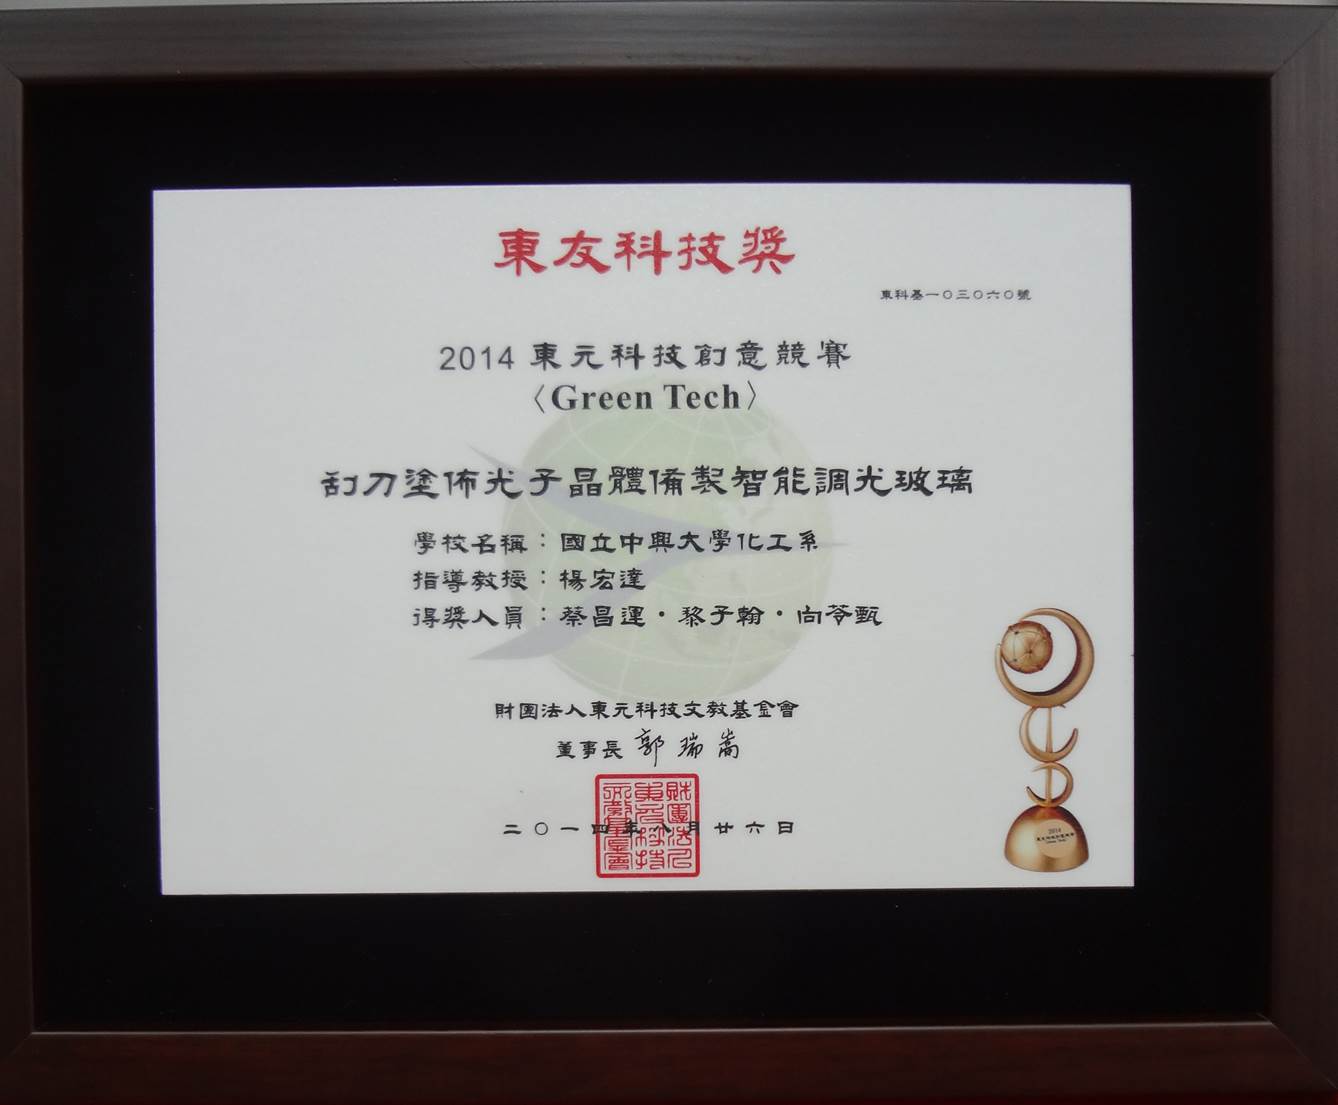 東友科技獎
東科基一〇三〇六〇號
2014 東元科技創意競賽
〈Green Tech〉
刮刀塗佈光子晶體備製智能調光玻璃
學校名稱：國立中興大學化工系
指導教授：楊宏達
得獎人員：蔡昌運・黎子翰・尚苓甄
財團法人東元科技文教基金會
董事長 郭瑞嵩
財團法人東元科技文教基金會
二〇一四年八月廿六日
2014